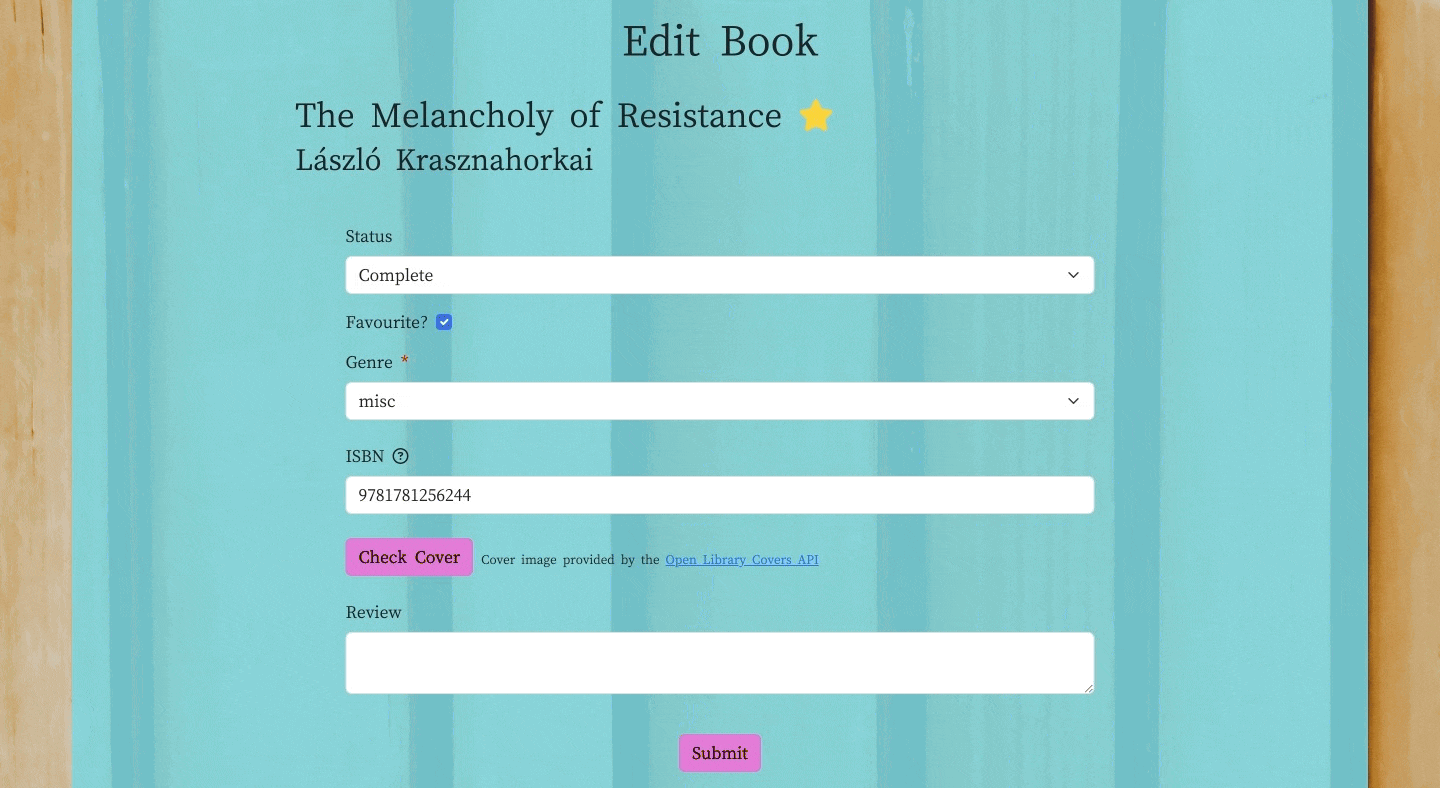 Edit Book
The Melancholy of Resistance
László Krasznahorkai
Status
Complete
Favourite?
Genre *
misc
ISBN
9781781256244
Check Cover Cover image provided by the Open Library Covers API
Review
Submit